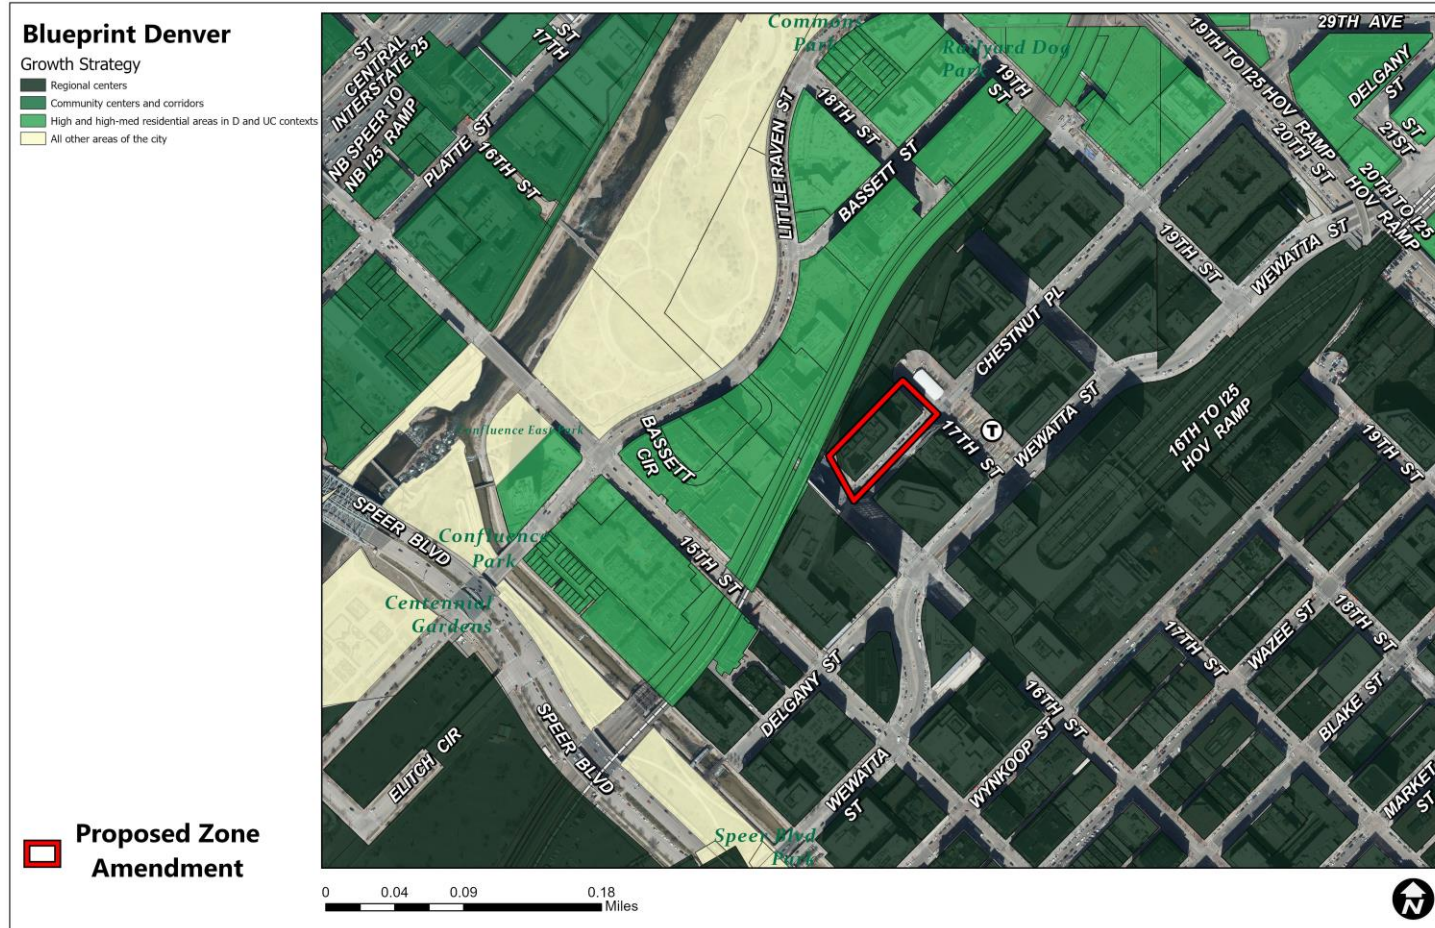 Blueprint Denver
Growth Strategy
Regional centers
Community centers and corridors
High and high-med residential areas in D and UC contexts
All other areas of the city
Proposed Zone
Amendment
ST
CENTRAL
INTERSTATE 25
NB SPEER TO
NB I25 RAMP
17TH
ST
PLATTE ST
16TH ST
Commons
Park
Railyard Dog
Park
19TH
ST
18TH ST
LITTLE RAVEN ST
BASSETT ST
19TH TO I25 HOV RAMP
29TH AVE
DELGANY
ST
21ST
ST
20TH ST
20TH TO I25
HOV RAMP
19TH ST
WEWATTA ST
CHESTNUT PL
17TH ST
T
WEWATTA ST
16TH TO I25
HOV RAMP
19TH ST
Confluence East Park
BASSETT
CIR
SPEER BLVD
Confluence
Park
15TH ST
Centennial
Gardens
ELITCH CIR
SPEER BLVD
DELGANY ST
WEWATTA
ST
16TH ST
WYNKOOP ST
17TH ST
WAZEE ST
18TH ST
BLAKE ST
MARKET
ST
Speer Blvd
Park
0 0.04 0.09 0.18
Miles
N